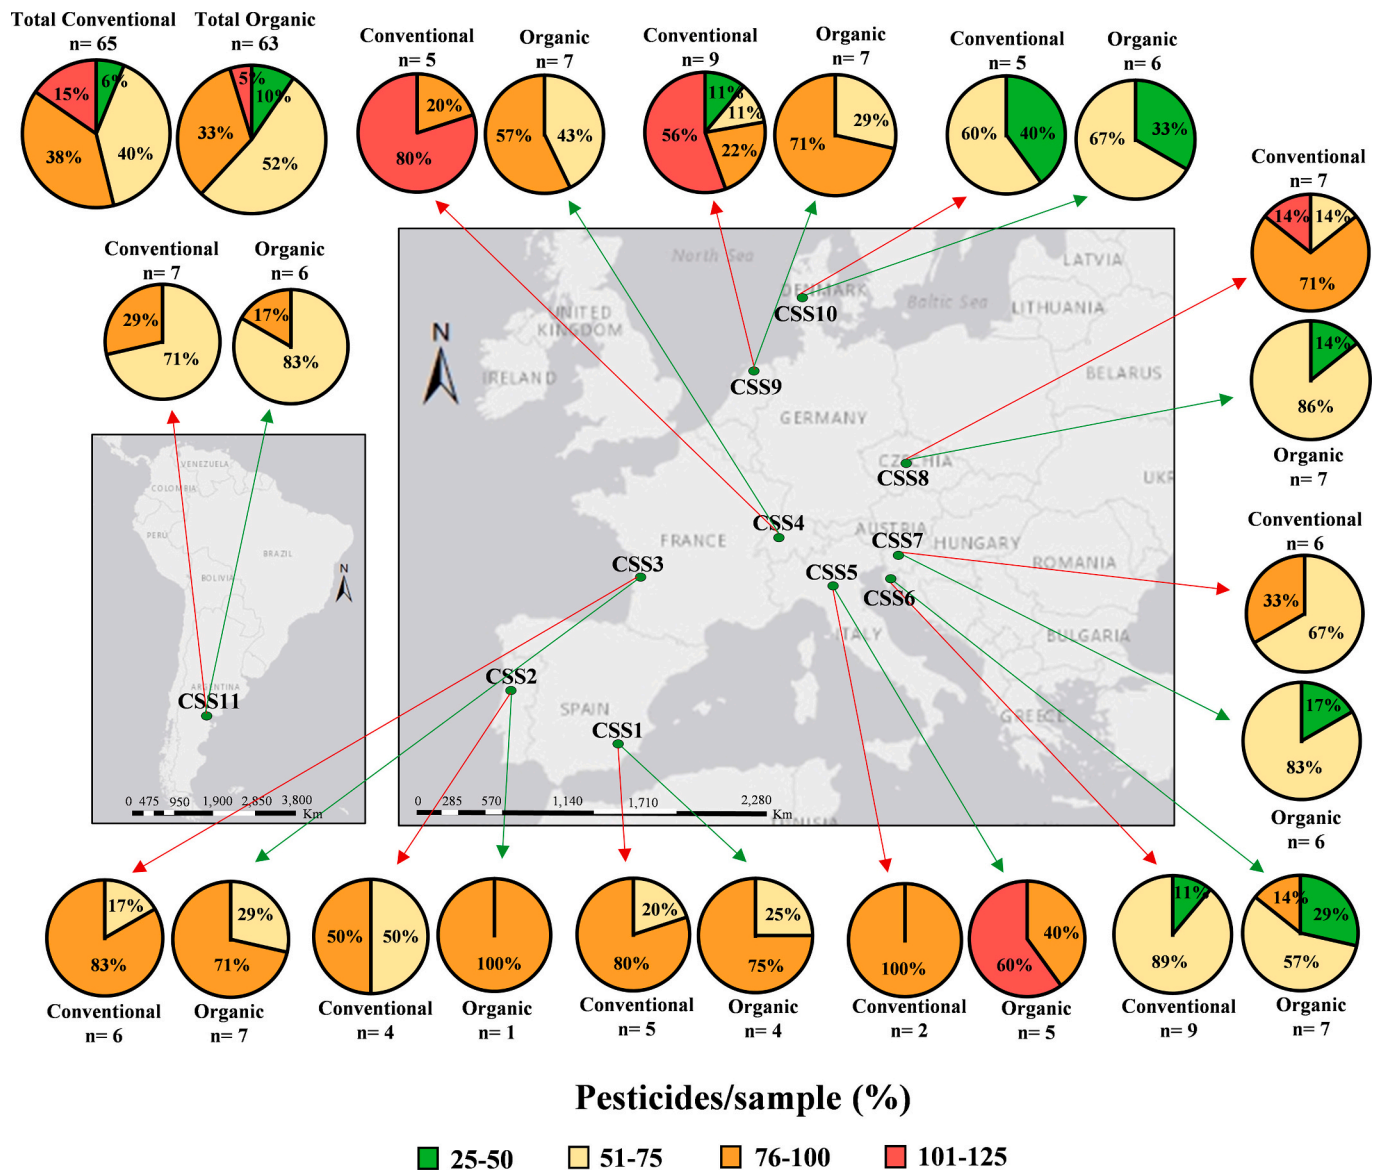 Total Conventional
n= 65
6%
40%
38%
15%
Total Organic
n= 63
10%
52%
33%
5%
Conventional
n= 5
20%
80%
Organic
n= 7
43%
57%
Conventional
n= 9
11%
11%
22%
56%
Organic
n= 7
29%
71%
Conventional
n= 5
40%
60%
Organic
n= 6
33%
67%
Conventional
n= 7
14%
14%
71%
14%
86%
Organic
n= 7
Conventional
n= 6
33%
67%
17%
83%
Organic
n= 6
Conventional
n= 7
29%
71%
Organic
n= 6
17%
83%
VENEZUELA
COLOMBIA
PERU
BRAZIL
BOLIVIA
ARGENTINA
CSS11
N
0 475 950 1,900 2,850 3,800
Km
North Sea
DENMARK
Baltic Sea
LATVIA
LITHUANIA
BELARUS
UNITED
KINGDOM
IRELAND
N
GERMANY
CZECHIA
UKR
FRANCE
AUSTRIA
HUNGARY
ROMANIA
ITALY
BULGARIA
SPAIN
GREECE
TUNISIA
CSS10
CSS9
CSS8
CSS4
CSS7
CSS3
CSS5
CSS6
CSS2
CSS1
0 285 570 1,140 1,710 2,280
Km
17%
83%
Conventional
n= 6
29%
71%
Organic
n= 7
50%
50%
Conventional
n= 4
100%
Organic
n= 1
20%
80%
Conventional
n= 5
25%
75%
Organic
n= 4
100%
Conventional
n= 2
40%
60%
Organic
n= 5
11%
89%
Conventional
n= 9
14%
29%
57%
Organic
n= 7
Pesticides/sample (%)
25-50
51-75
76-100
101-125